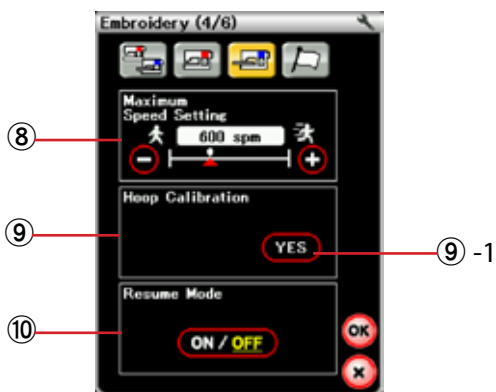 Embroidery (4/6)
Maximum
Speed Setting
⑧
600 spm
Hoop Calibration
⑨
YES
⑨ -1
Resume Mode
⑩
ON / OFF
OK